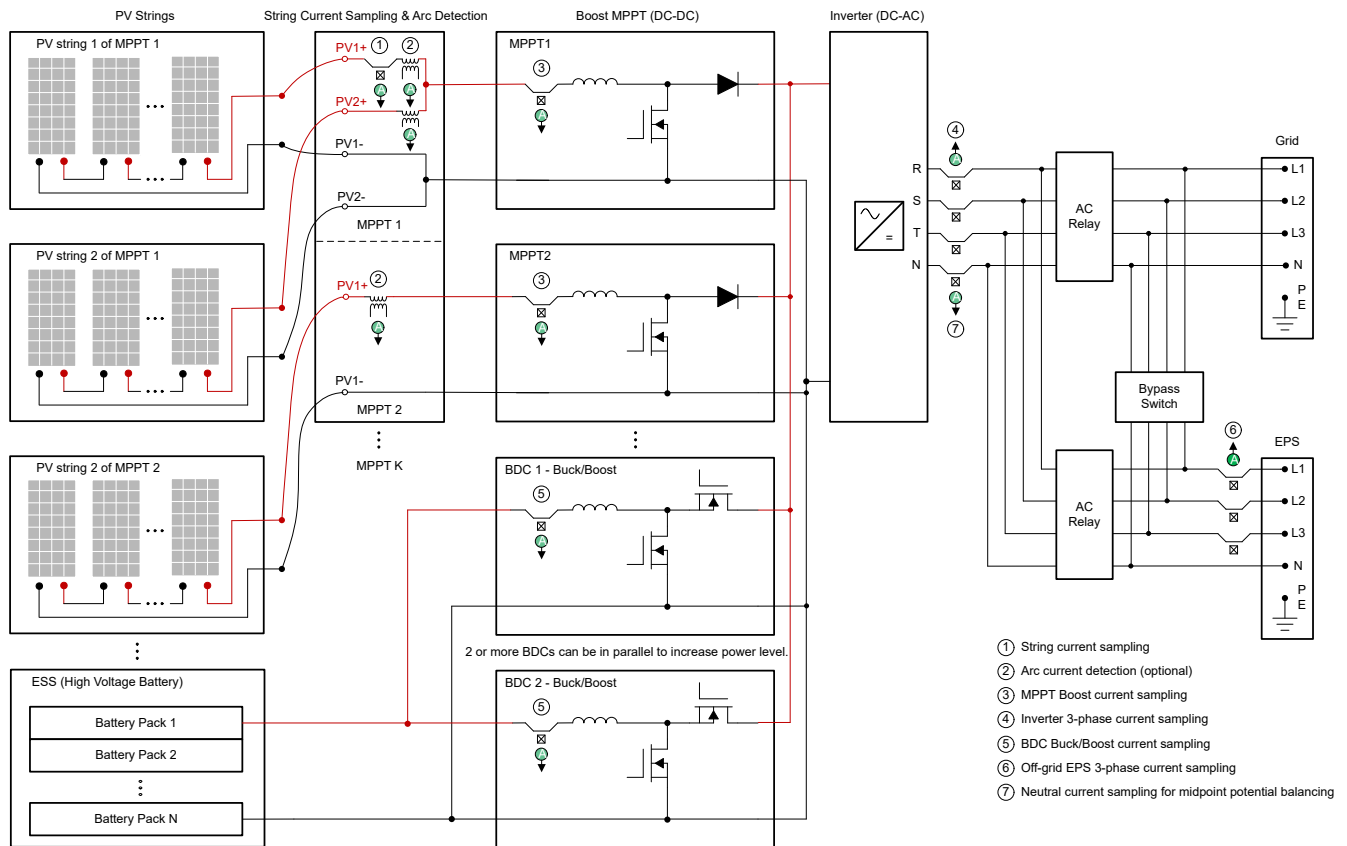 PV Strings
String Current Sampling & Arc Detection
Boost MPPT (DC-DC)
Inverter (DC-AC)
PV string 1 of MPPT 1
PV1+
1
2
A
A
PV2+
A
PV1-
PV2-
MPPT 1
MPPT1
3
A
PV string 2 of MPPT 1
2
PV1+
A
PV1-
MPPT 2
MPPT K
MPPT2
3
A
PV string 2 of MPPT 2
BDC 1 - Buck/Boost
5
A
2 or more BDCs can be in parallel to increase power level.
ESS (High Voltage Battery)
Battery Pack 1
Battery Pack 2
Battery Pack N
BDC 2 - Buck/Boost
5
A
R
S
T
N
=
4
A
A
7
AC
Relay
Grid
L1
L2
L3
N
P
E
Bypass
Switch
AC
Relay
6
A
EPS
L1
L2
L3
N
P
E
1 String current sampling
2 Arc current detection (optional)
3 MPPT Boost current sampling
4 Inverter 3-phase current sampling
5 BDC Buck/Boost current sampling
6 Off-grid EPS 3-phase current sampling
7 Neutral current sampling for midpoint potential balancing